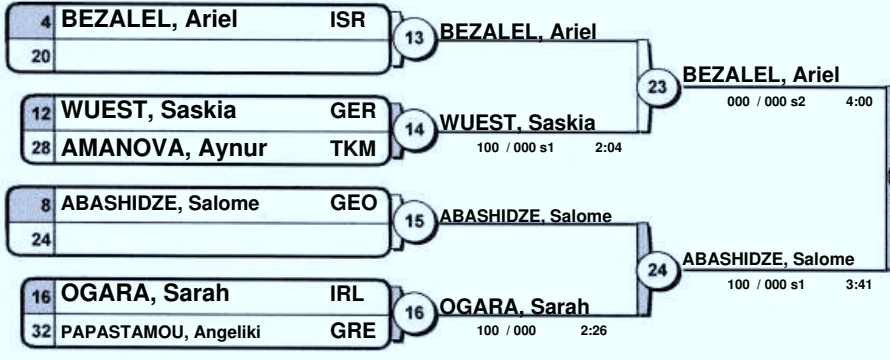 4 BEZALEL, Ariel ISR
20
13 BEZALEL, Ariel
12 WUEST, Saskia GER
28 AMANOVA, Aynur TKM
14 WUEST, Saskia
100 / 000 s1 2:04
23 BEZALEL, Ariel
000 / 000 s2 4:00
8 ABASHIDZE, Salome GEO
24
15 ABASHIDZE, Salome
16 OGARA, Sarah IRL
32 PAPASTAMOU, Angeliki GRE
16 OGARA, Sarah
100 / 000 2:26
24 ABASHIDZE, Salome
100 / 000 s1 3:41